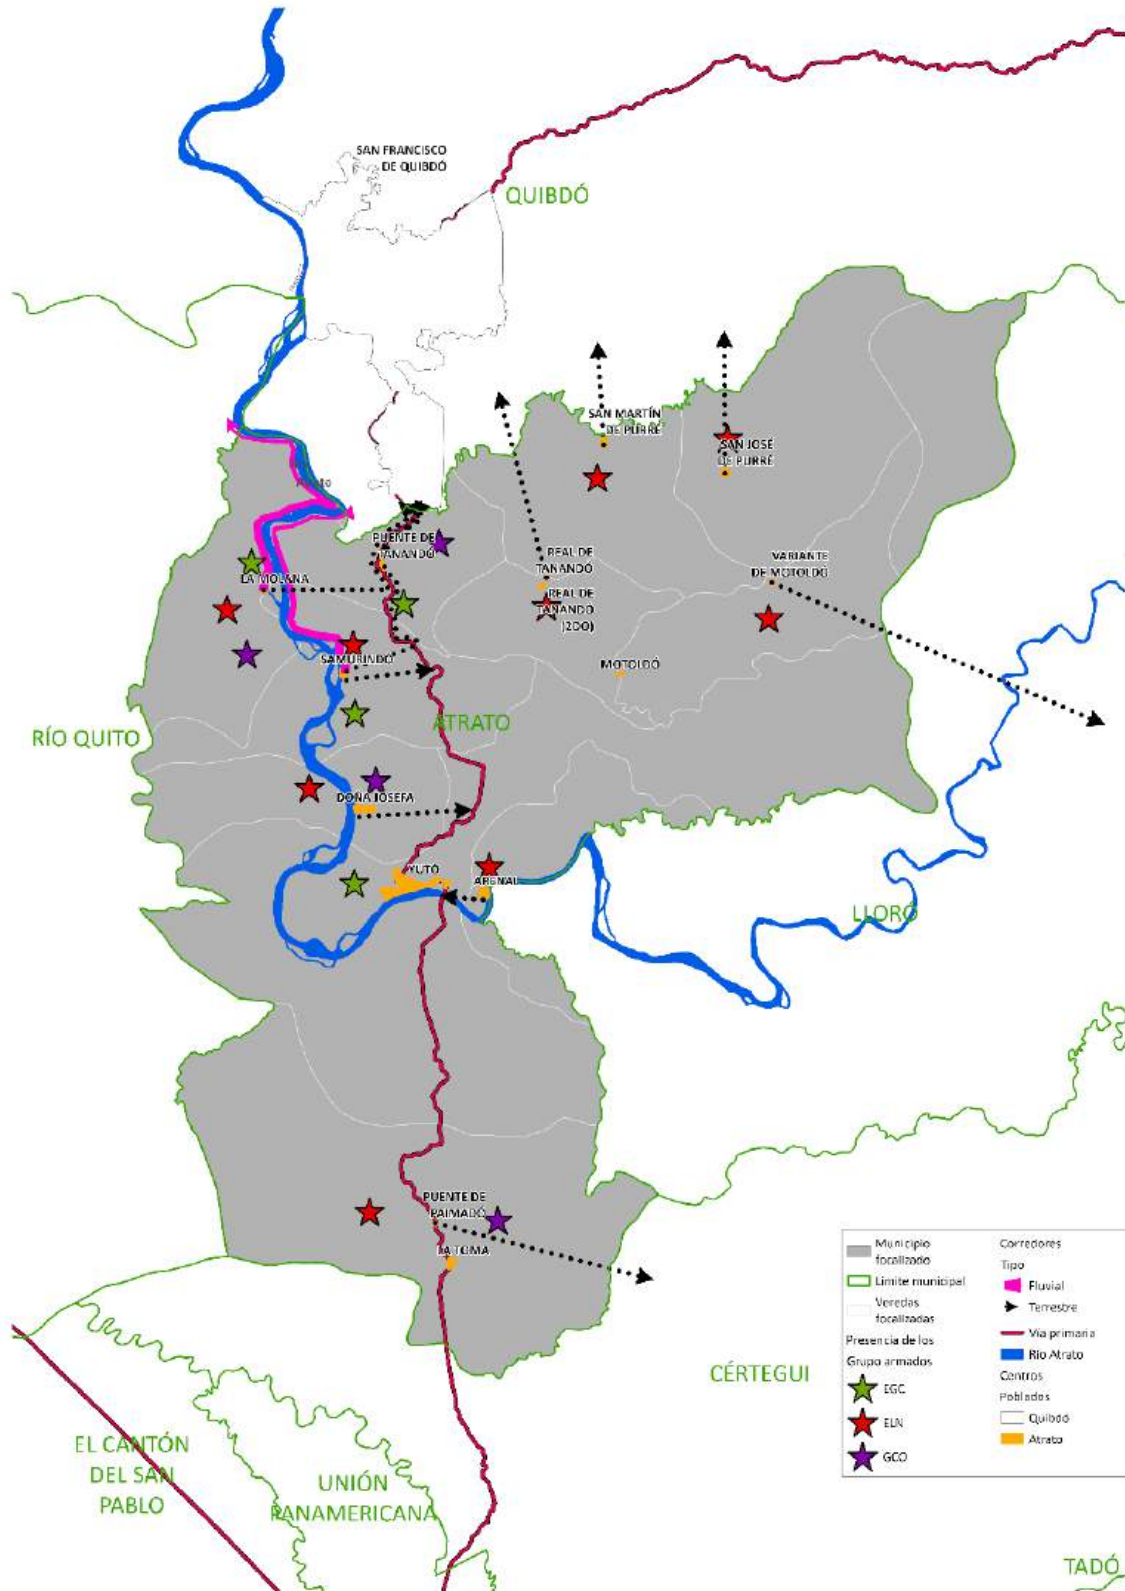 SAN FRANCISCO
DE QUIBDÓ
QUIBDÓ
SAN MARTÍN
DE PURRÉ
SAN JOSÉ
DE PURRÉ
PUENTE DE
TANANDÓ
REAL DE
TANANDÓ
VARIANTE
DE MOTOLDÓ
LA MOLANA
REAL DE
TANANDO
(2DO)
SAMURINDÓ
MOTOLDÓ
ATRATO
RÍO QUITO
DOÑA JOSEFA
YUTÓ
ARENAL
LLORÓ
PUENTE DE
PAIMADÓ
LA TOMA
CÉRTEGUI
EL CANTÓN
DEL SAN
PABLO
UNIÓN
PANAMERICANA
TADÓ
Municipio
focalizado
Limite municipal
Veredas
focalizadas
Presencia de los
Grupo armados
EGC
ELN
GCO
Corredores
Tipo
Fluvial
Terrestre
Via primaria
Río Atrato
Centros
Poblados
Quibdó
Atrato